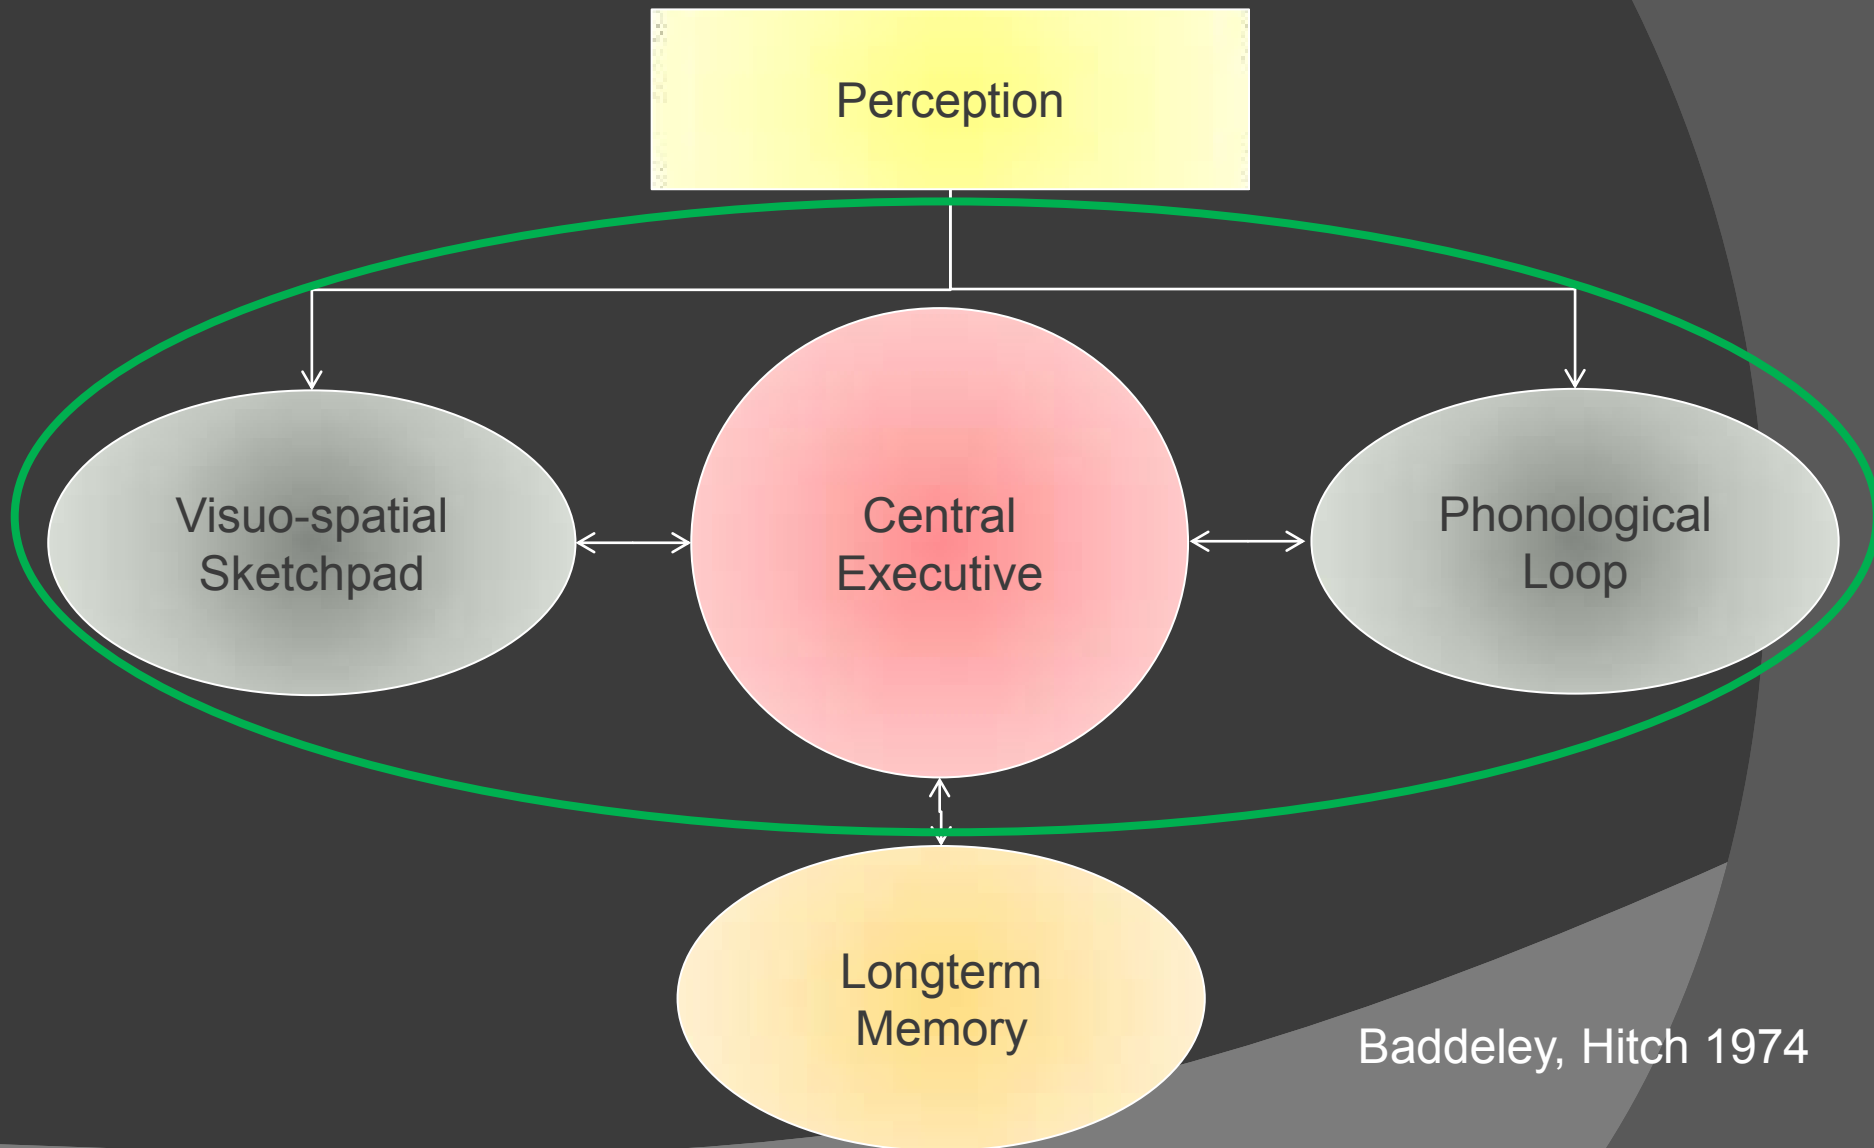 Perception
Visuo-spatial
Sketchpad
Central
Executive
Phonological
Loop
Longterm
Memory
Baddeley, Hitch 1974